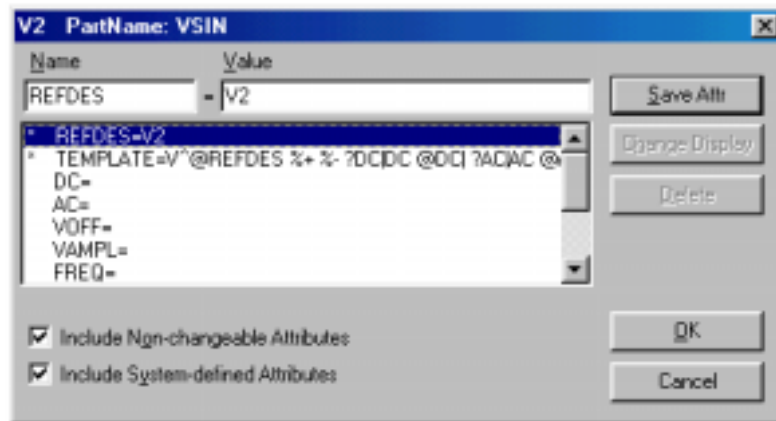 V2 PartName: VSIN
Name Value
REFDES = V2
Save Attr
* REFDES=V2
* TEMPLATE=V^@REFDES %+ %- ?DC|DC @DC| ?AC|AC
DC=
AC=
VOFF=
VAMPL=
FREQ=
Change Display
Delete
Include Non-changeable Attributes
Include System-defined Attributes
OK
Cancel